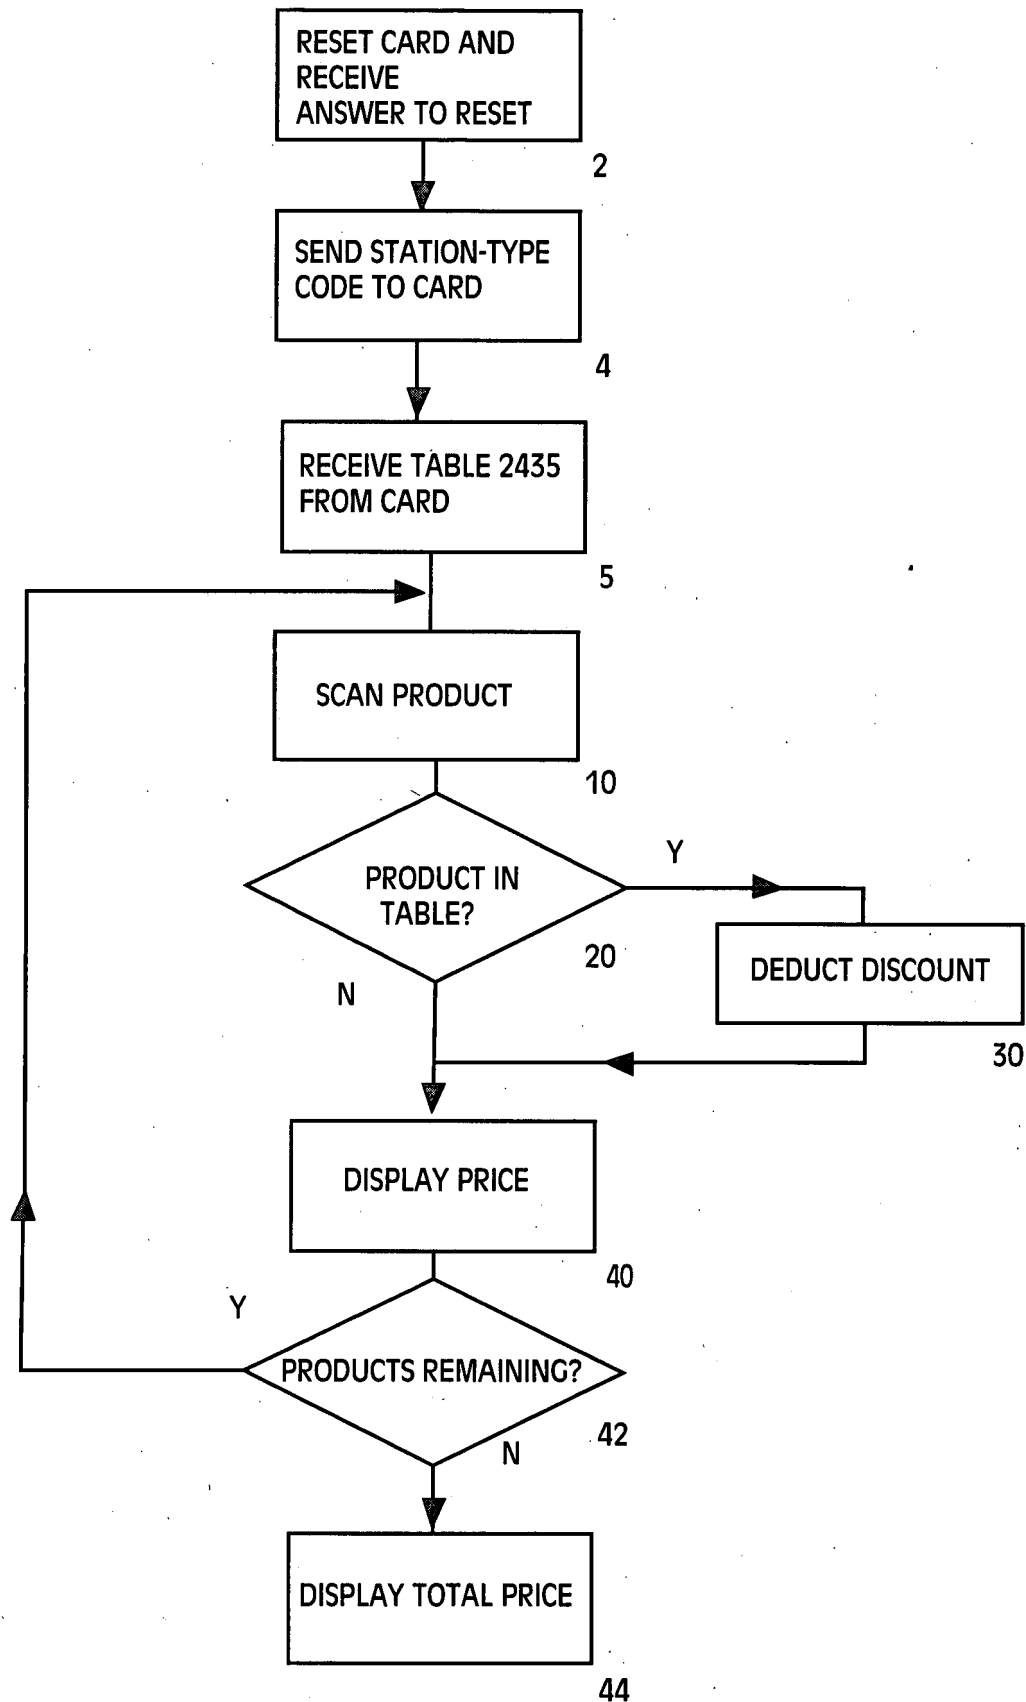 RESET CARD AND
RECEIVE
ANSWER TO RESET
2
SEND STATION-TYPE
CODE TO CARD
4
RECEIVE TABLE 2435
FROM CARD
5
SCAN PRODUCT
10
PRODUCT IN
TABLE?
Y
20
N
DEDUCT DISCOUNT
30
DISPLAY PRICE
40
Y
PRODUCTS REMAINING?
42
N
DISPLAY TOTAL PRICE
44